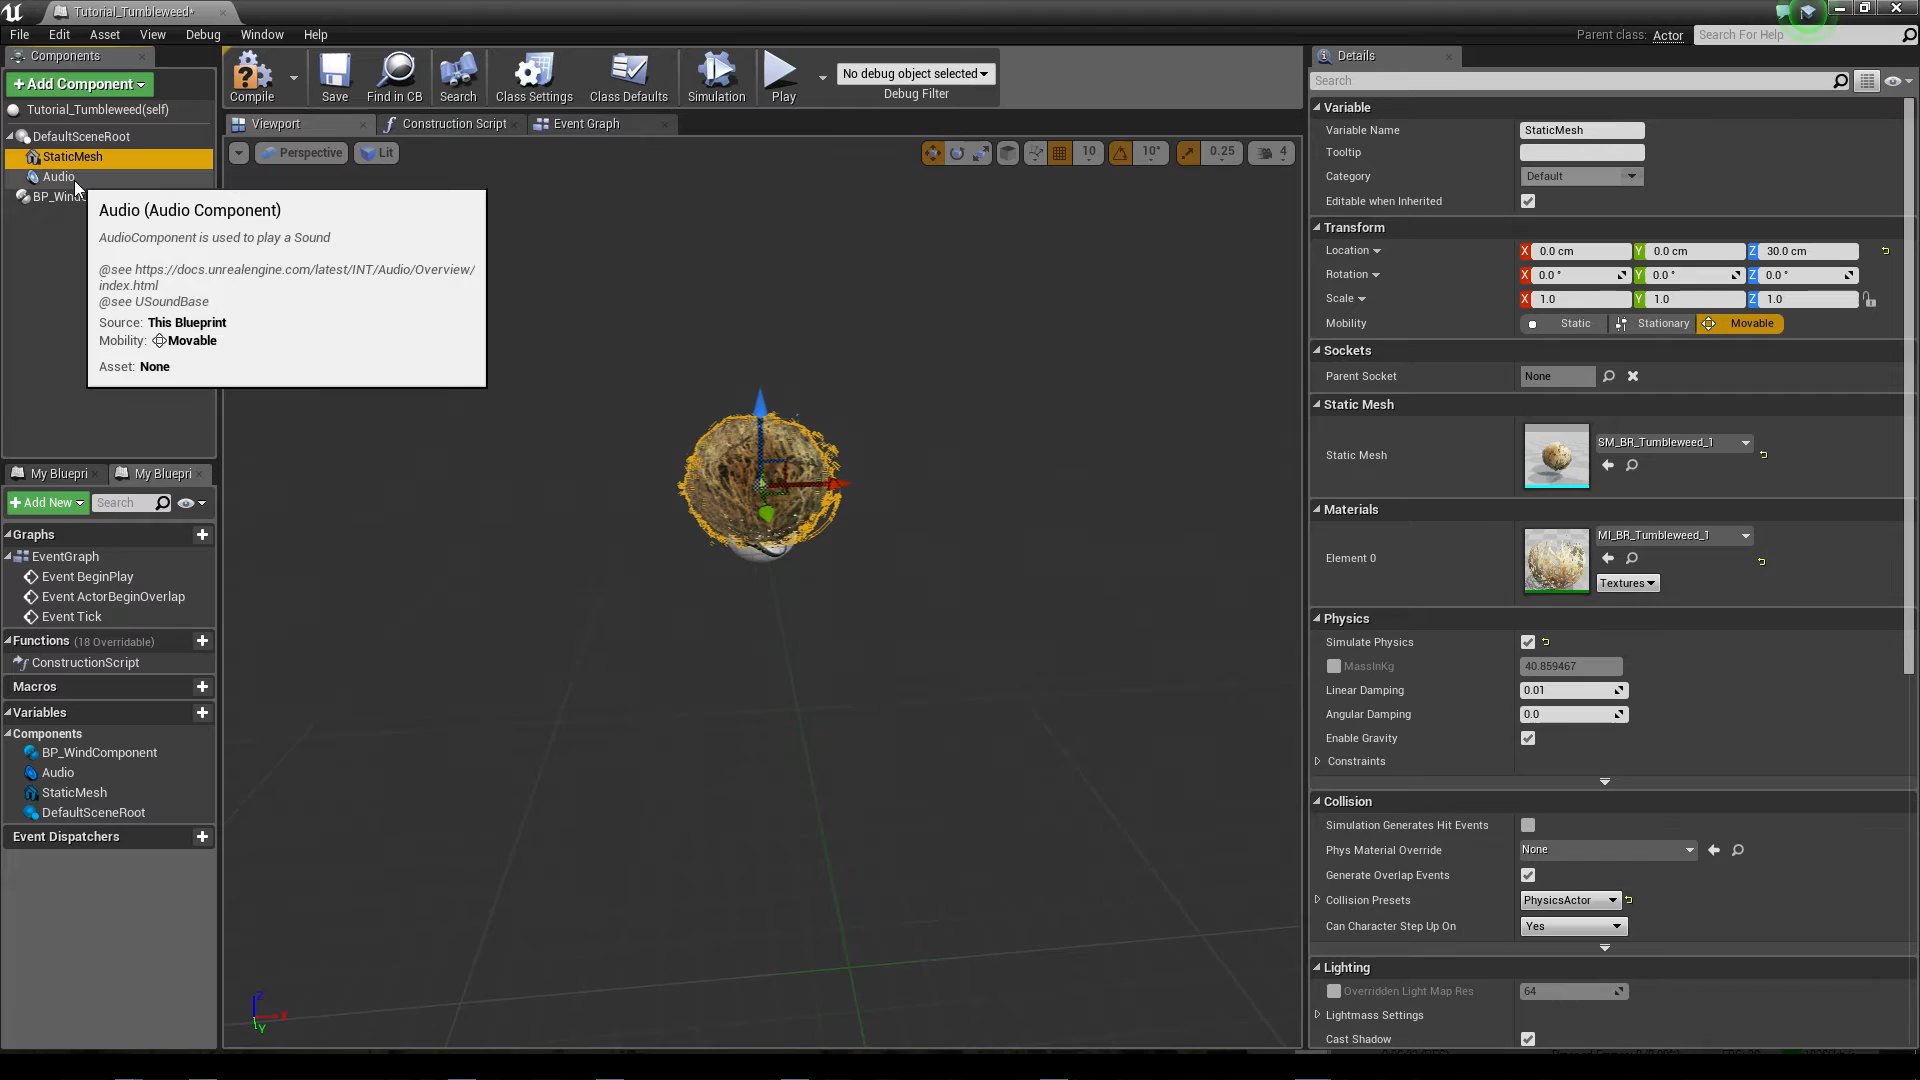 Tutorial_Tumbleweed*
File Edit Asset View Debug Window Help
Parent class: Actor
Search For Help
Components
+Add Component
Tutorial_Tumbleweed(self)
DefaultSceneRoot
StaticMesh
Audio
BP_Wind
Audio (Audio Component)
AudioComponent is used to play a Sound
@see https://docs.unrealengine.com/latest/INT/Audio/Overview/
index.html
@see USoundBase
Source: This Blueprint
Mobility: Movable
Asset: None
Compile
Save
Find in CB
Search
Class Settings
Class Defaults
Simulation
Play
No debug object selected
Debug Filter
Viewport
Construction Script
Event Graph
Perspective
Lit
10
10°
0.25
4
Z
X
Y
My Bluepri
My Bluepri
+Add New
Search
Graphs
EventGraph
Event BeginPlay
Event ActorBeginOverlap
Event Tick
Functions (18 Overridable)
ConstructionScript
Macros
Variables
Components
BP_WindComponent
Audio
StaticMesh
DefaultSceneRoot
Event Dispatchers
Details
Search
Variable
Variable Name StaticMesh
Tooltip
Category Default
Editable when Inherited
Transform
Location X 0.0 cm Y 0.0 cm Z 30.0 cm
Rotation X 0.0 ° Y 0.0 ° Z 0.0 °
Scale X 1.0 Y 1.0 Z 1.0
Mobility Static Stationary Movable
Sockets
Parent Socket None
Static Mesh
Static Mesh SM_BR_Tumbleweed_1
Materials
Element 0 MI_BR_Tumbleweed_1
Textures
Physics
Simulate Physics
MassInKg 40.859467
Linear Damping 0.01
Angular Damping 0.0
Enable Gravity
Constraints
Collision
Simulation Generates Hit Events
Phys Material Override None
Generate Overlap Events
Collision Presets PhysicsActor
Can Character Step Up On Yes
Lighting
Overridden Light Map Res 64
Lightmass Settings
Cast Shadow